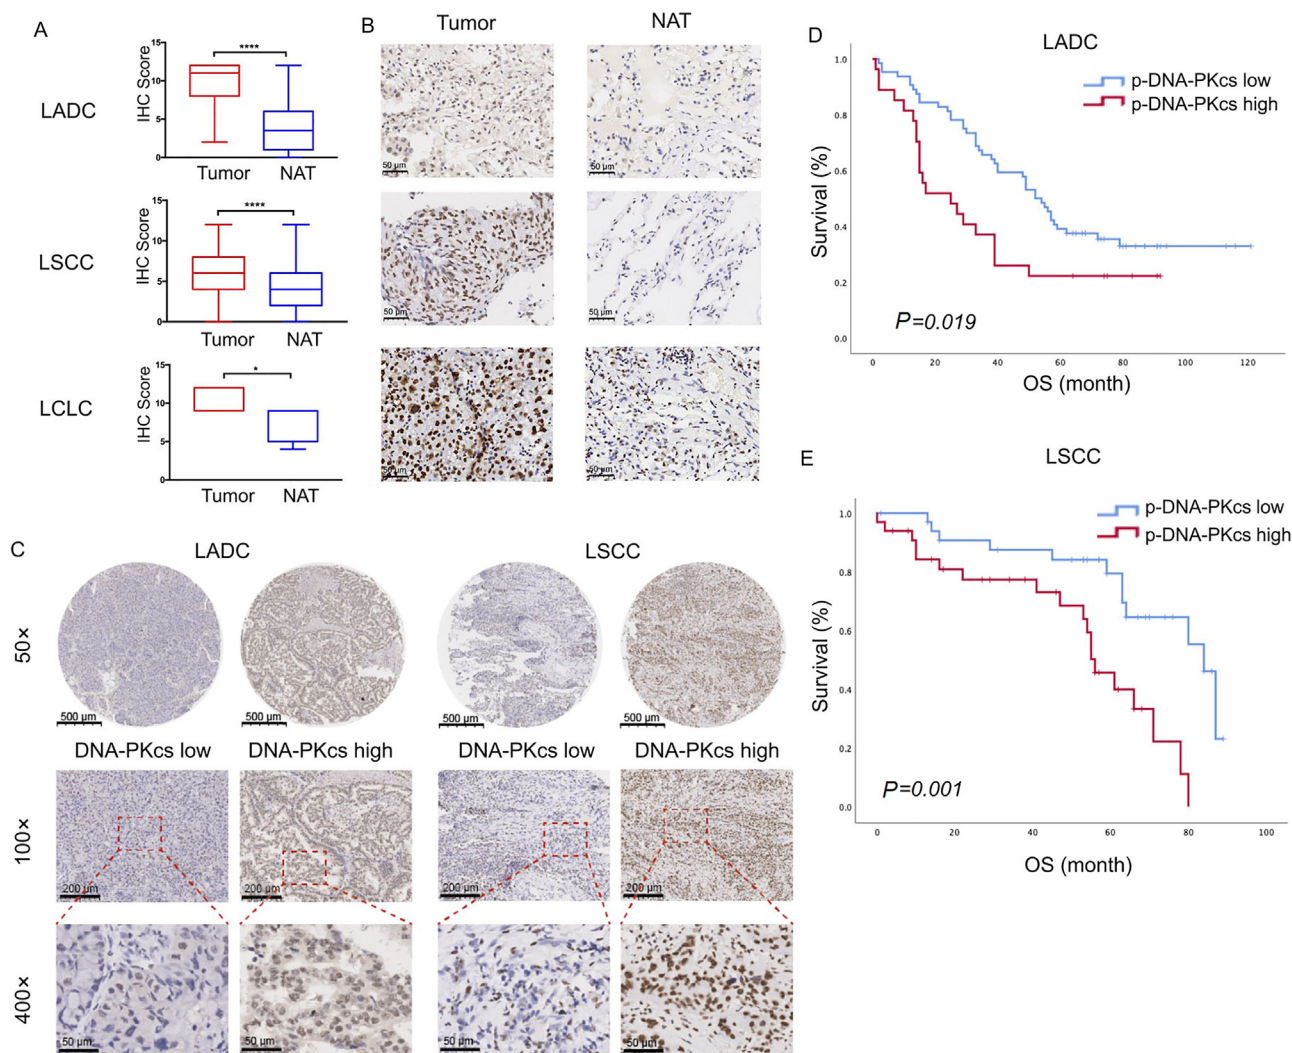 A
LADC
IHC Score
15
10
5
0
****
Tumor
NAT
LSCC
IHC Score
15
10
5
0
****
Tumor
NAT
LCLC
IHC Score
15
10
5
0
*
Tumor
NAT
B
Tumor
NAT
50 µm
50 µm
50 µm
50 µm
50 µm
50 µm
C
LADC
LSCC
50×
500 µm
500 µm
500 µm
500 µm
DNA-PKcs low
DNA-PKcs high
DNA-PKcs low
DNA-PKcs high
100×
200 µm
200 µm
200 µm
200 µm
400×
50 µm
50 µm
50 µm
50 µm
D
LADC
p-DNA-PKcs low
p-DNA-PKcs high
Survival (%)
1.0
0.8
0.6
0.4
0.2
0.0
P=0.019
0 20 40 60 80 100 120
OS (month)
E
LSCC
p-DNA-PKcs low
p-DNA-PKcs high
Survival (%)
1.0
0.8
0.6
0.4
0.2
0.0
P=0.001
0 20 40 60 80 100
OS (month)